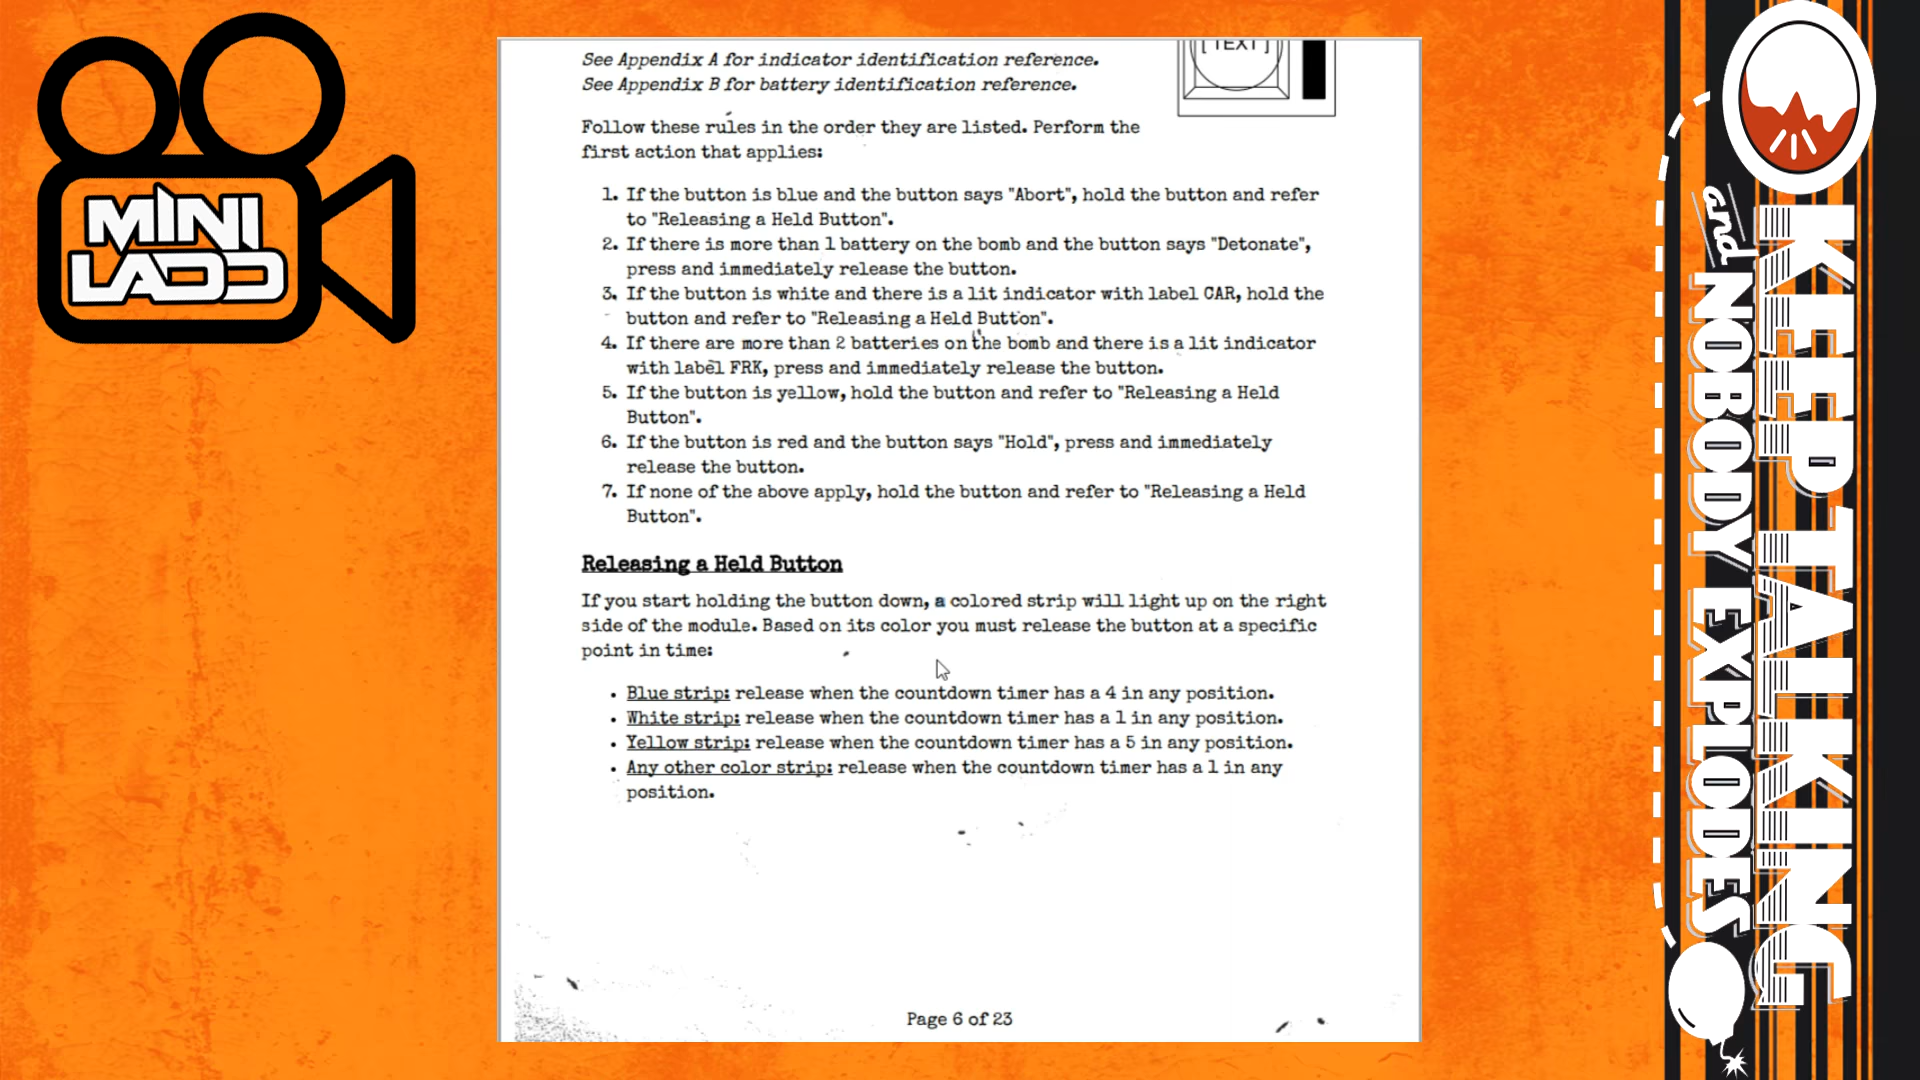 MINI
LADD
[ TEXT ]
See Appendix A for indicator identification reference.
See Appendix B for battery identification reference.
Follow these rules in the order they are listed. Perform the
first action that applies:
1. If the button is blue and the button says "Abort", hold the button and refer
to "Releasing a Held Button".
2. If there is more than 1 battery on the bomb and the button says "Detonate",
press and immediately release the button.
3. If the button is white and there is a lit indicator with label CAR, hold the
button and refer to "Releasing a Held Button".
4. If there are more than 2 batteries on the bomb and there is a lit indicator
with label FRK, press and immediately release the button.
5. If the button is yellow, hold the button and refer to "Releasing a Held
Button".
6. If the button is red and the button says "Hold", press and immediately
release the button.
7. If none of the above apply, hold the button and refer to "Releasing a Held
Button".
Releasing a Held Button
If you start holding the button down, a colored strip will light up on the right
side of the module. Based on its color you must release the button at a specific
point in time:
• Blue strip: release when the countdown timer has a 4 in any position.
• White strip: release when the countdown timer has a 1 in any position.
• Yellow strip: release when the countdown timer has a 5 in any position.
• Any other color strip: release when the countdown timer has a 1 in any
position.
Page 6 of 23
KEEP TALKING
and NOBODY EXPLODES